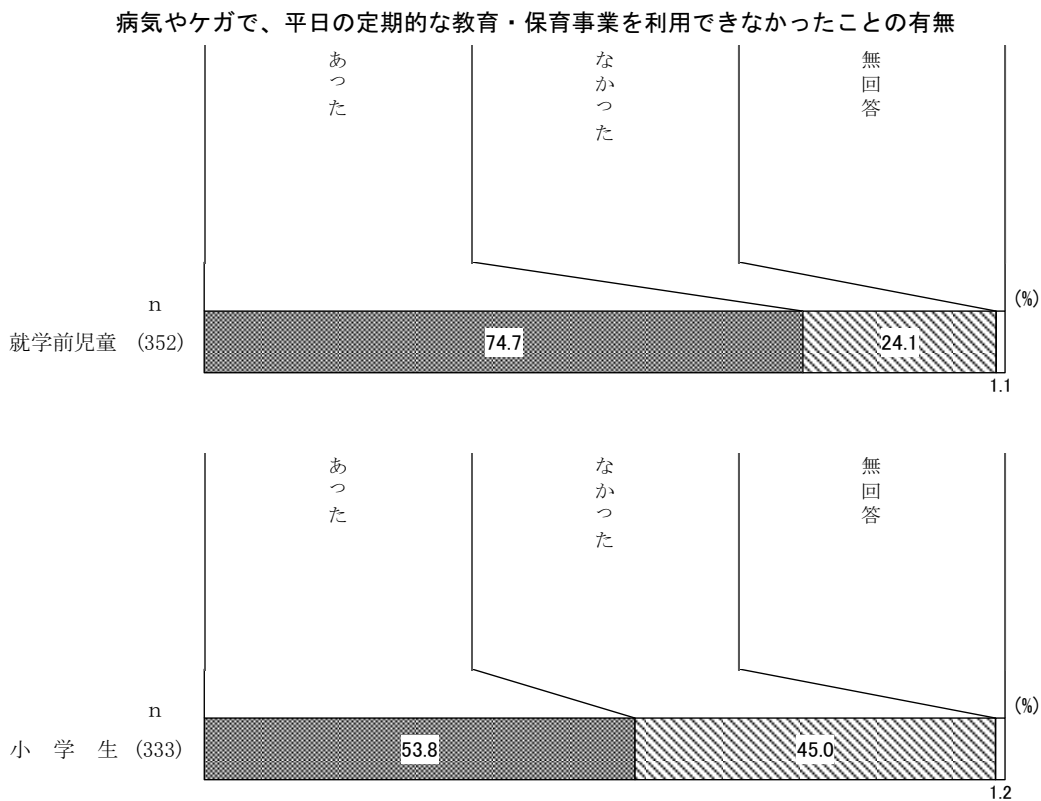 病気やケガで、平日の定期的な教育・保育事業を利用できなかったことの有無
あった
なかった
無回答
(%)
n
就学前児童 (352)
74.7
24.1
1.1
あった
なかった
無回答
(%)
n
小 学 生 (333)
53.8
45.0
1.2